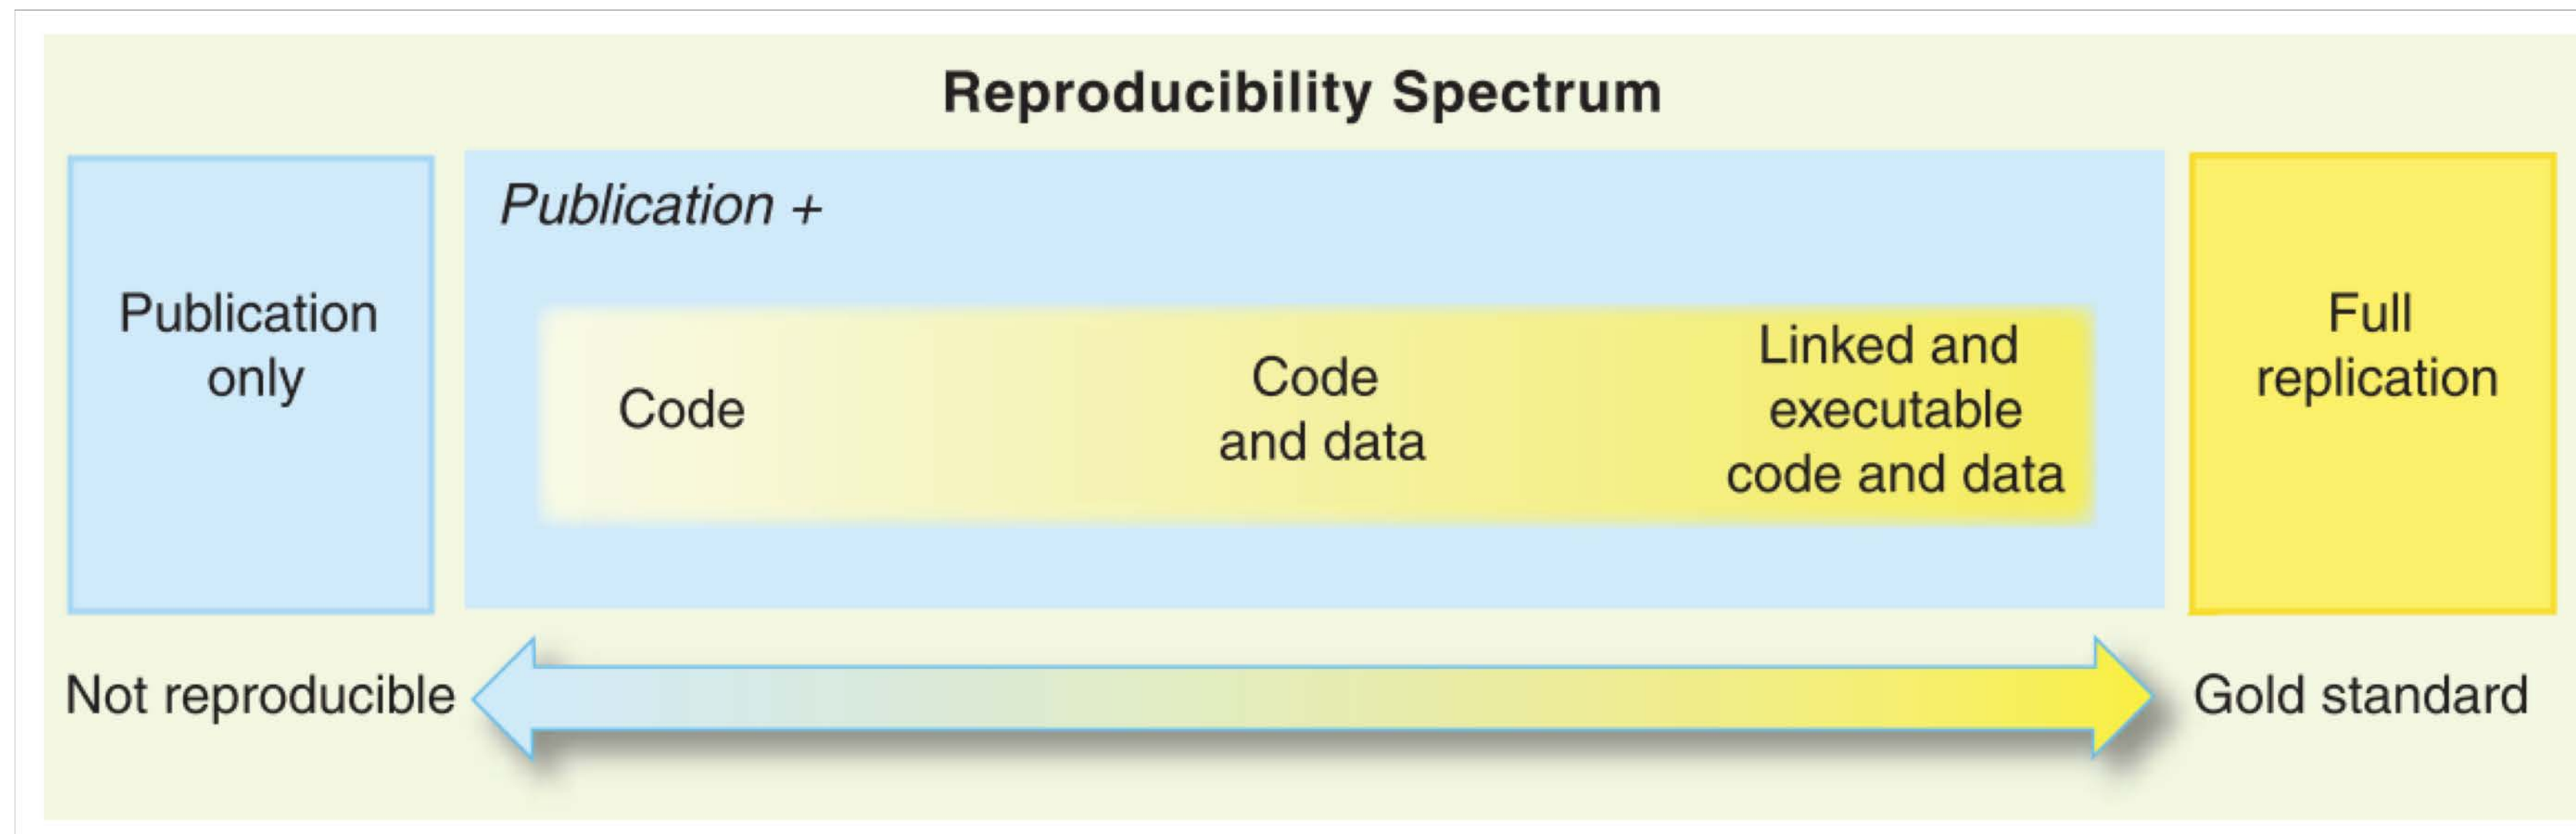 Reproducibility Spectrum
Publication
only
Publication +
Code
Code
and data
Linked and
executable
code and data
Full
replication
Not reproducible
Gold standard